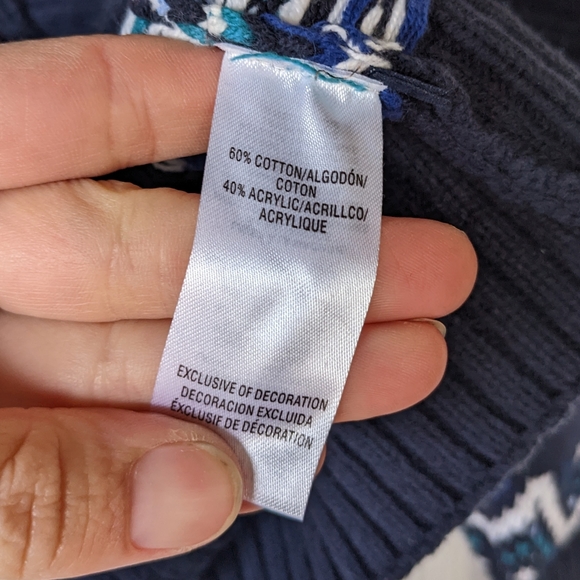 60% COTTON/ALGODÓN/
COTON
40% ACRYLIC/ACRILLCO/
ACRYLIQUE
EXCLUSIVE OF DECORATION
DECORACION EXCLUIDA
ÉXCLUSIF DE DÉCORATION